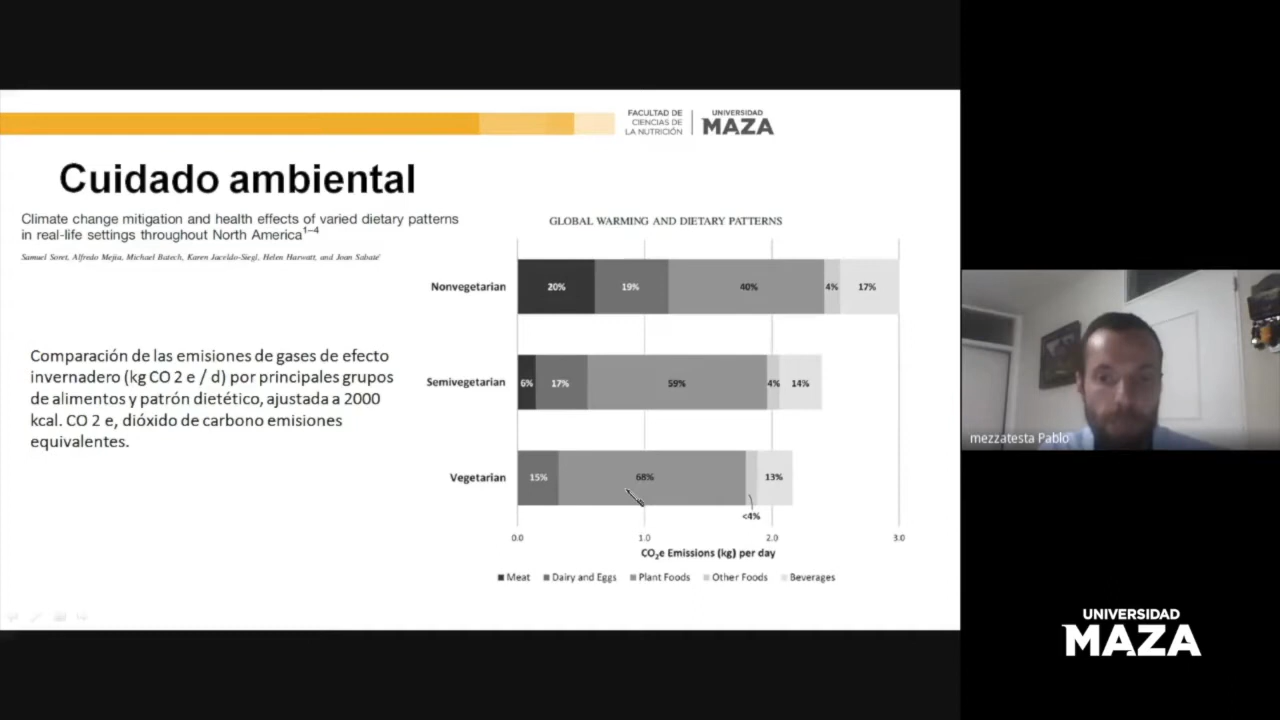 FACULTAD DE
CIENCIAS DE
LA NUTRICIÓN
UNIVERSIDAD
MAZA
Cuidado ambiental
Climate change mitigation and health effects of varied dietary patterns
in real-life settings throughout North America1–4
Samuel Soret, Alfredo Mejia, Michael Batech, Karen Jaceldo-Siegl, Helen Harwatt, and Joan Sabaté
Comparación de las emisiones de gases de efecto
invernadero (kg CO 2 e / d) por principales grupos
de alimentos y patrón dietético, ajustada a 2000
kcal. CO 2 e, dióxido de carbono emisiones
equivalentes.
GLOBAL WARMING AND DIETARY PATTERNS
Nonvegetarian
20% 19% 40% 4% 17%
Semivegetarian
6% 17% 59% 4% 14%
Vegetarian
15% 68% 13%
<4%
0.0 1.0 2.0 3.0
CO₂e Emissions (kg) per day
Meat Dairy and Eggs Plant Foods Other Foods Beverages
mezzatesta Pablo
UNIVERSIDAD
MAZA